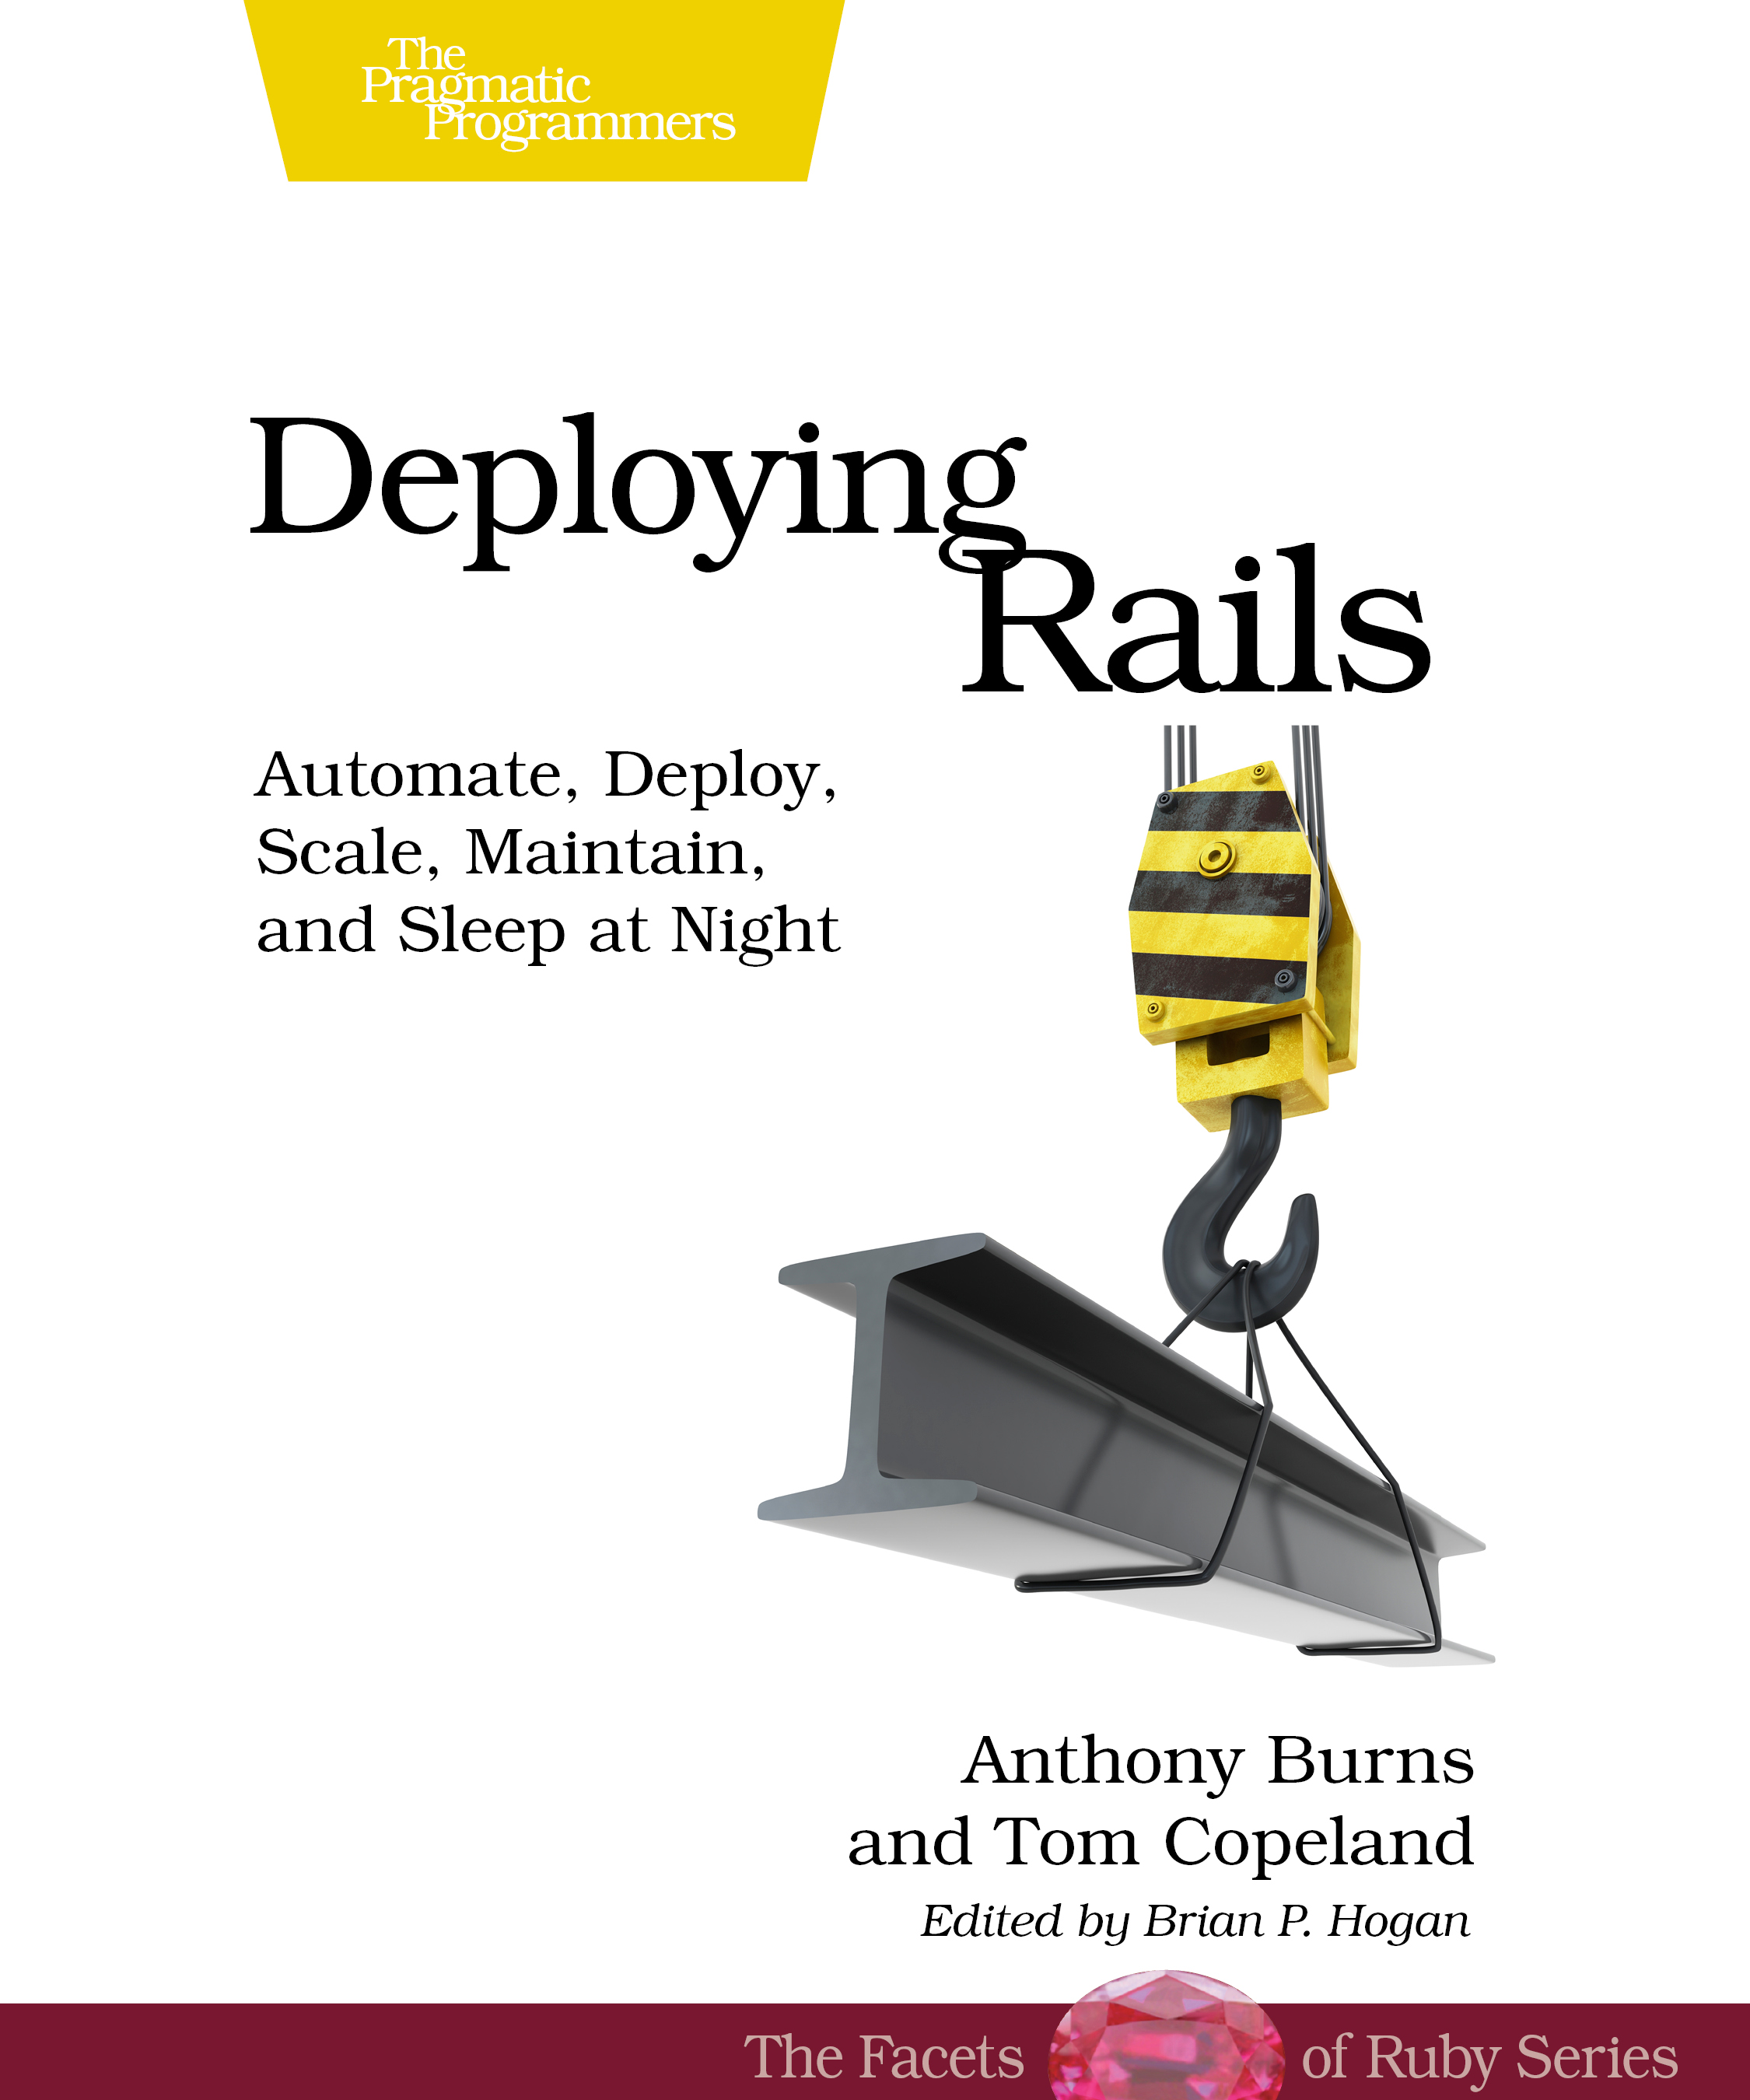 The
Pragmatic
Programmers
Deploying
Rails
Automate, Deploy,
Scale, Maintain,
and Sleep at Night
Anthony Burns
and Tom Copeland
Edited by Brian P. Hogan
The Facets of Ruby Series